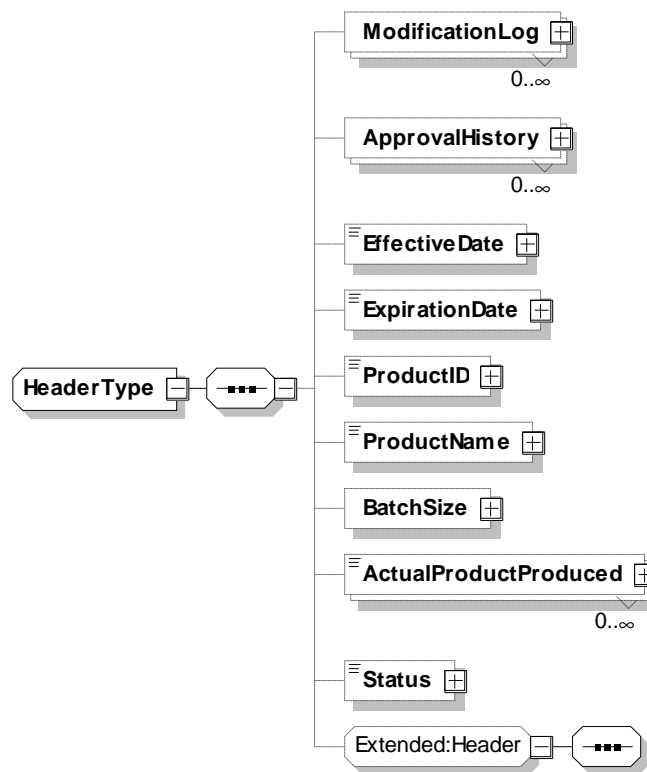 ModificationLog
0..∞
ApprovalHistory
0..∞
EffectiveDate
ExpirationDate
HeaderType
ProductID
ProductName
BatchSize
ActualProductProduced
0..∞
Status
Extended:Header